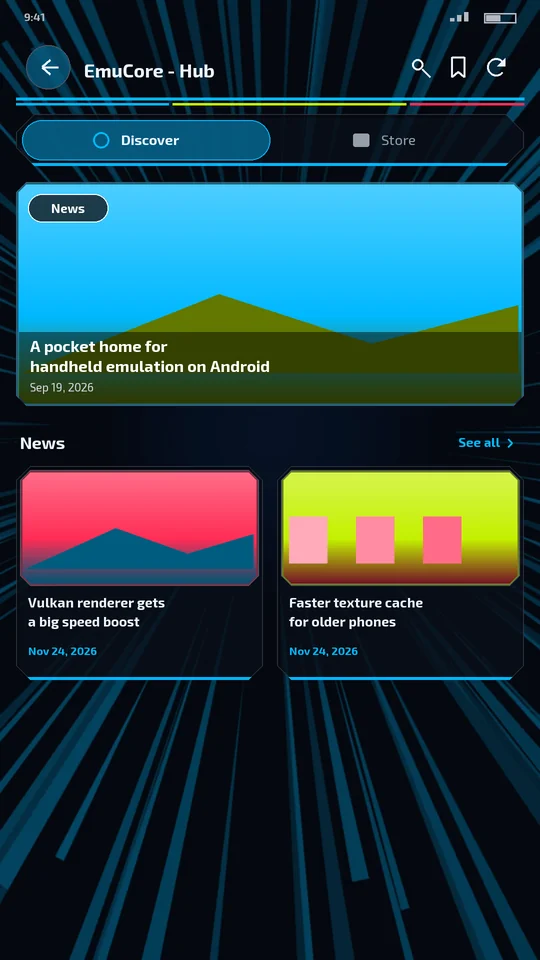 9:41
EmuCore - Hub
Discover
Store
News
A pocket home for
handheld emulation on Android
Sep 19, 2026
News
See all
Vulkan renderer gets
a big speed boost
Nov 24, 2026
Faster texture cache
for older phones
Nov 24, 2026